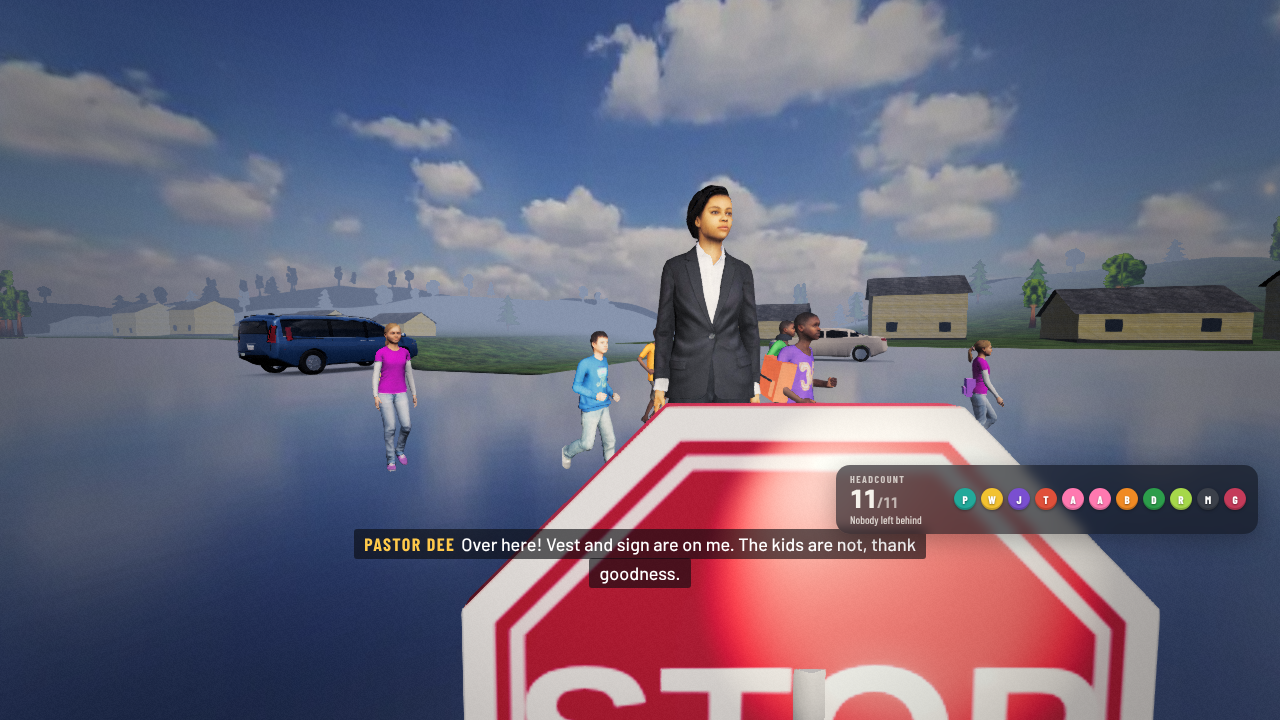 HEADCOUNT
11/11
Nobody left behind
P W J T A A B D R M G
PASTOR DEE Over here! Vest and sign are on me. The kids are not, thank
goodness.
3
STOP